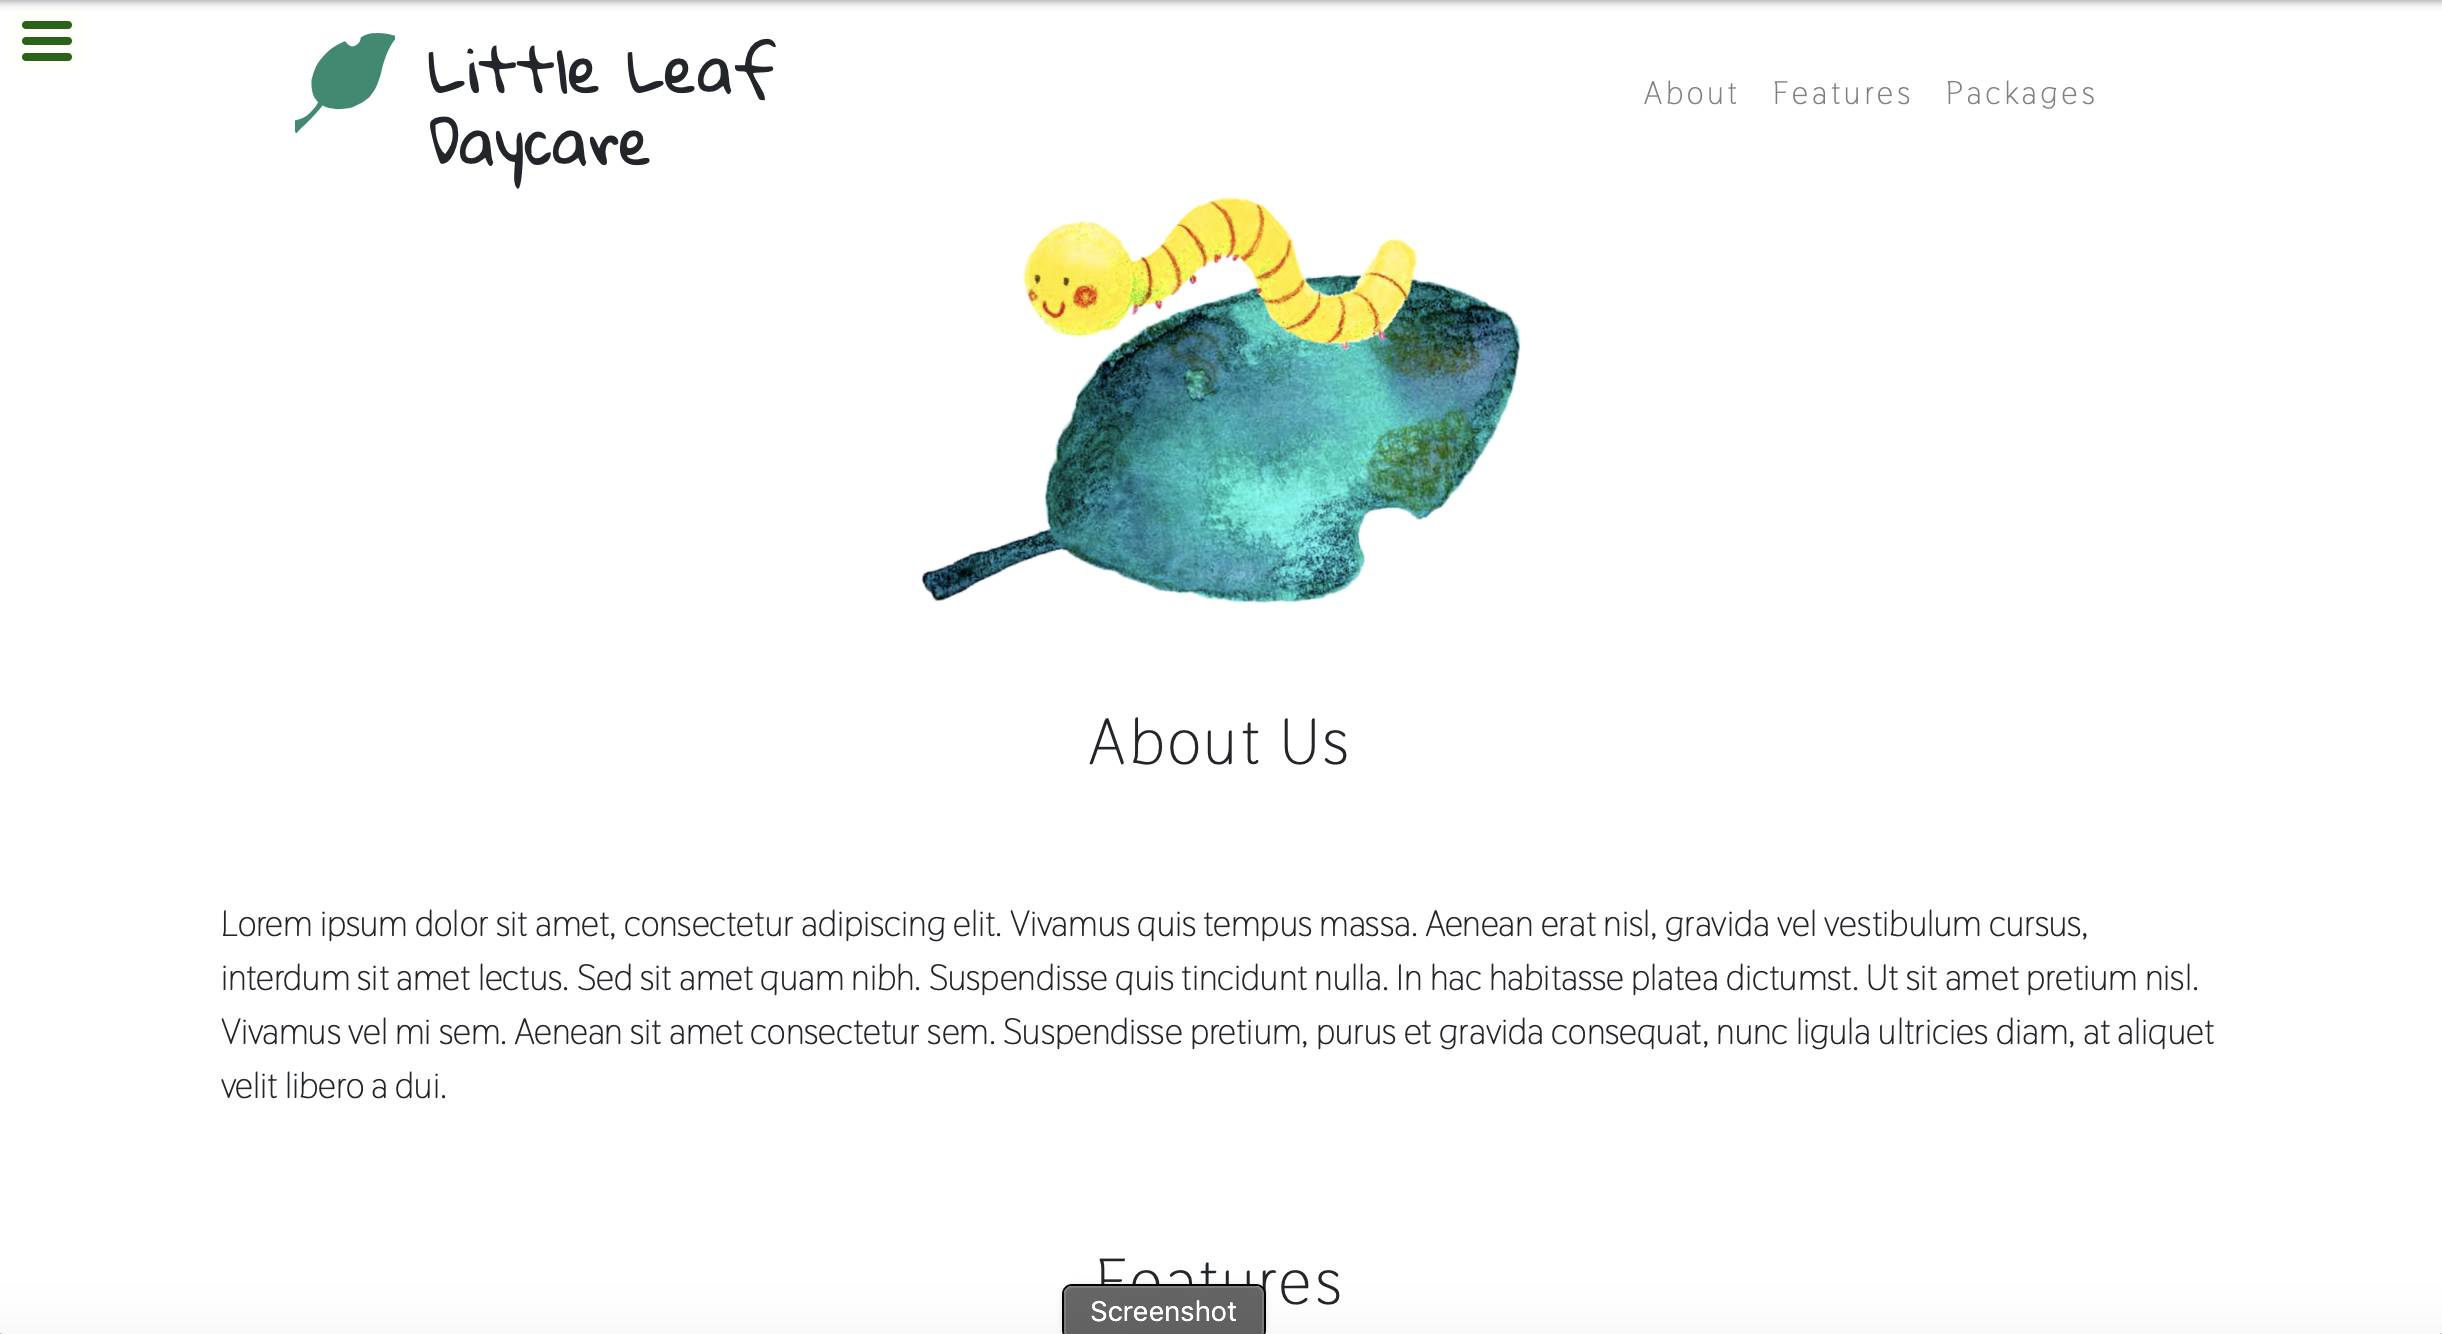 Little Leaf
Daycare
About Features Packages
About Us
Lorem ipsum dolor sit amet, consectetur adipiscing elit. Vivamus quis tempus massa. Aenean erat nisl, gravida vel vestibulum cursus,
interdum sit amet lectus. Sed sit amet quam nibh. Suspendisse quis tincidunt nulla. In hac habitasse platea dictumst. Ut sit amet pretium nisl.
Vivamus vel mi sem. Aenean sit amet consectetur sem. Suspendisse pretium, purus et gravida consequat, nunc ligula ultricies diam, at aliquet
velit libero a dui.
Features
Screenshot